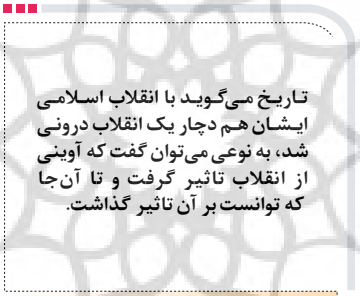 تاریخ می‌گوید با انقلاب اسلامی
ایشان هم دچار یک انقلاب درونی
شد، به نوعی می‌توان گفت که آوینی
از انقلاب تاثیر گرفت و تا آن‌جا
که توانست بر آن تاثیر گذاشت.